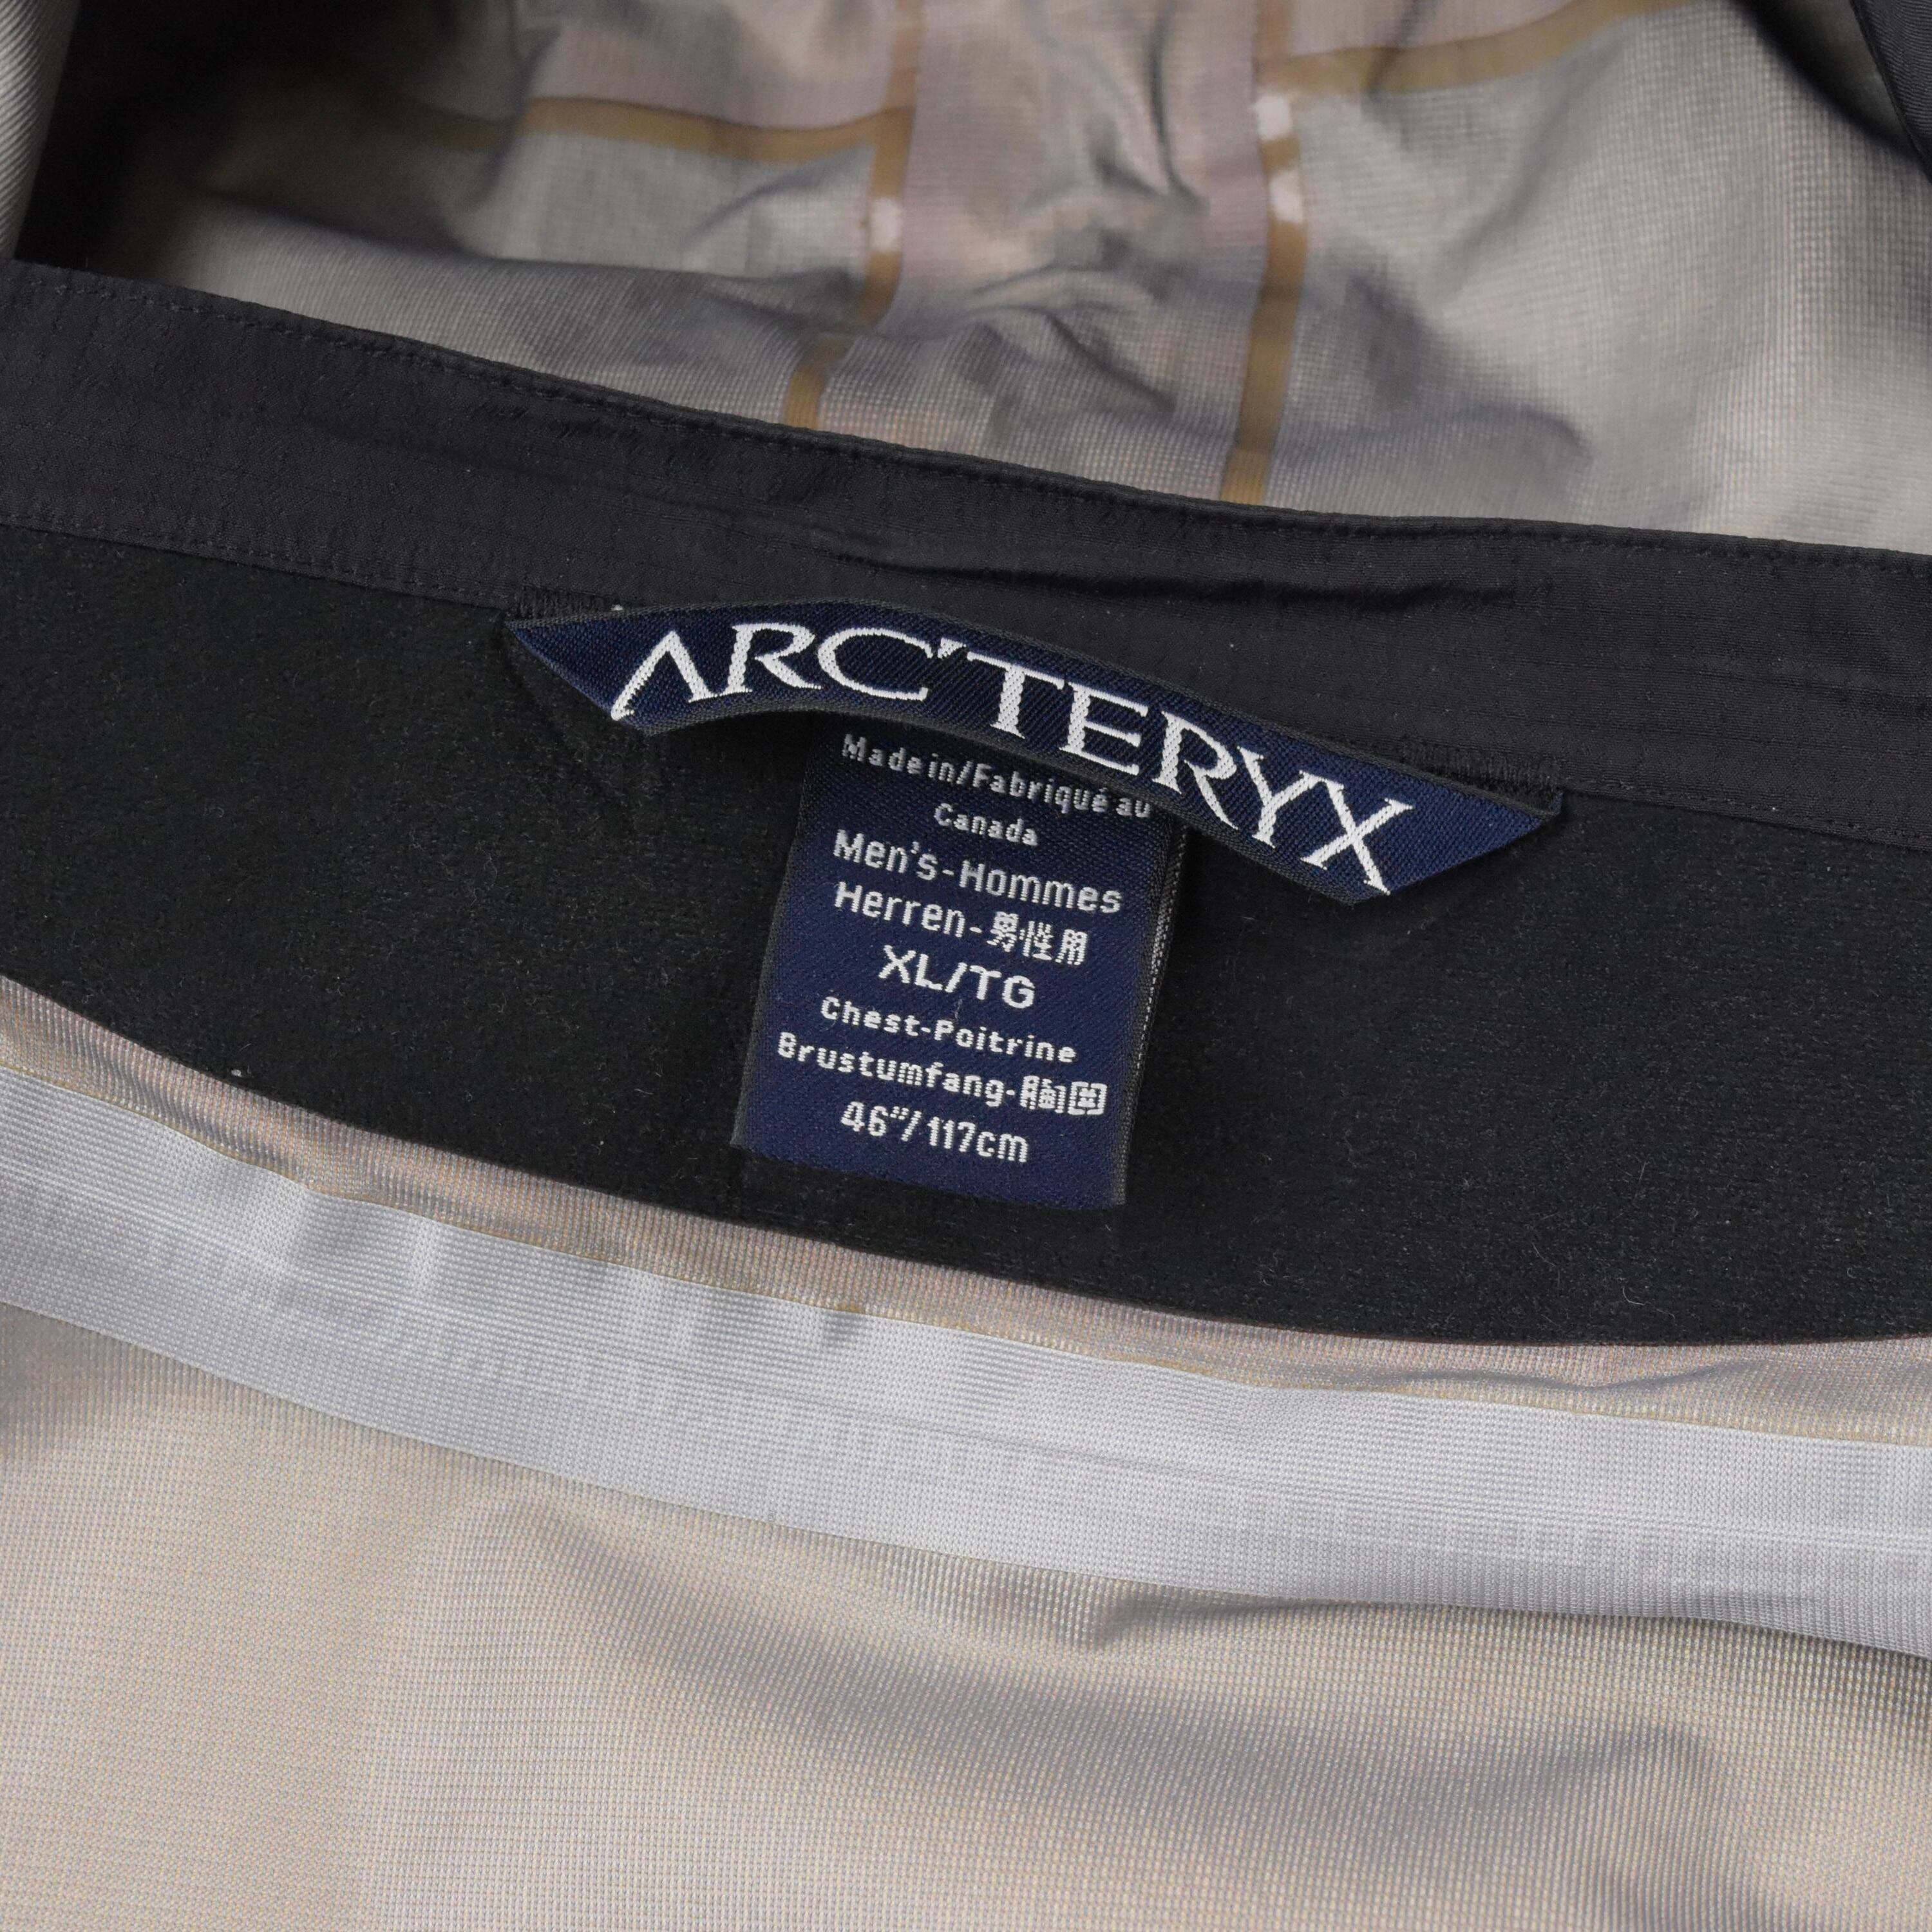 ARC'TERYX
Made in/Fabriqué au
Canada
Men's-Hommes
Herren-男性用
XL/TG
Chest-Poitrine
Brustumfang-胸囲
46"/117cm